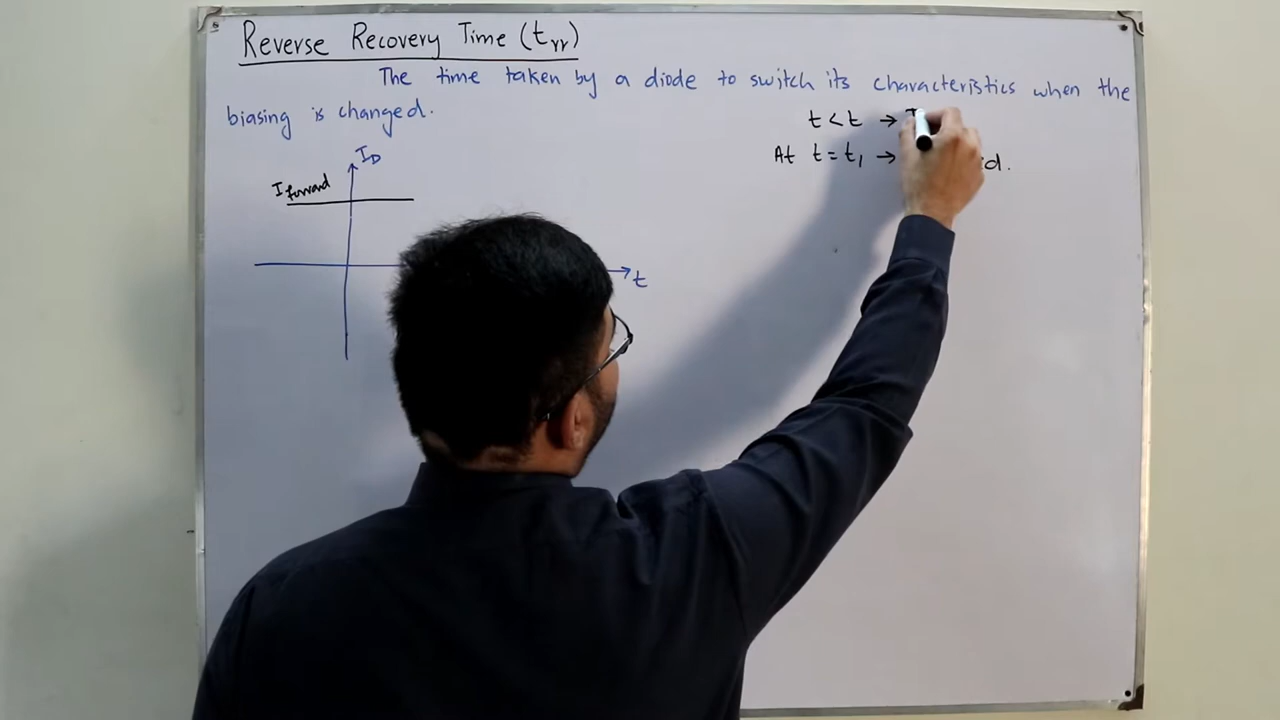 Reverse Recovery Time (trr)
The time taken by a diode to switch its characteristics when the
biasing is changed.
t < t →
At t = t1 →
ID
I forward
t